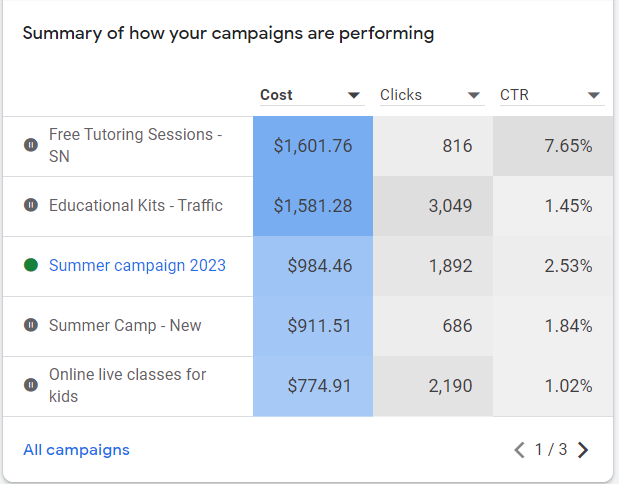 Summary of how your campaigns are performing
Cost Clicks CTR
Free Tutoring Sessions -
SN
$1,601.76 816 7.65%
Educational Kits - Traffic $1,581.28 3,049 1.45%
Summer campaign 2023 $984.46 1,892 2.53%
Summer Camp - New $911.51 686 1.84%
Online live classes for
kids
$774.91 2,190 1.02%
All campaigns 1 / 3